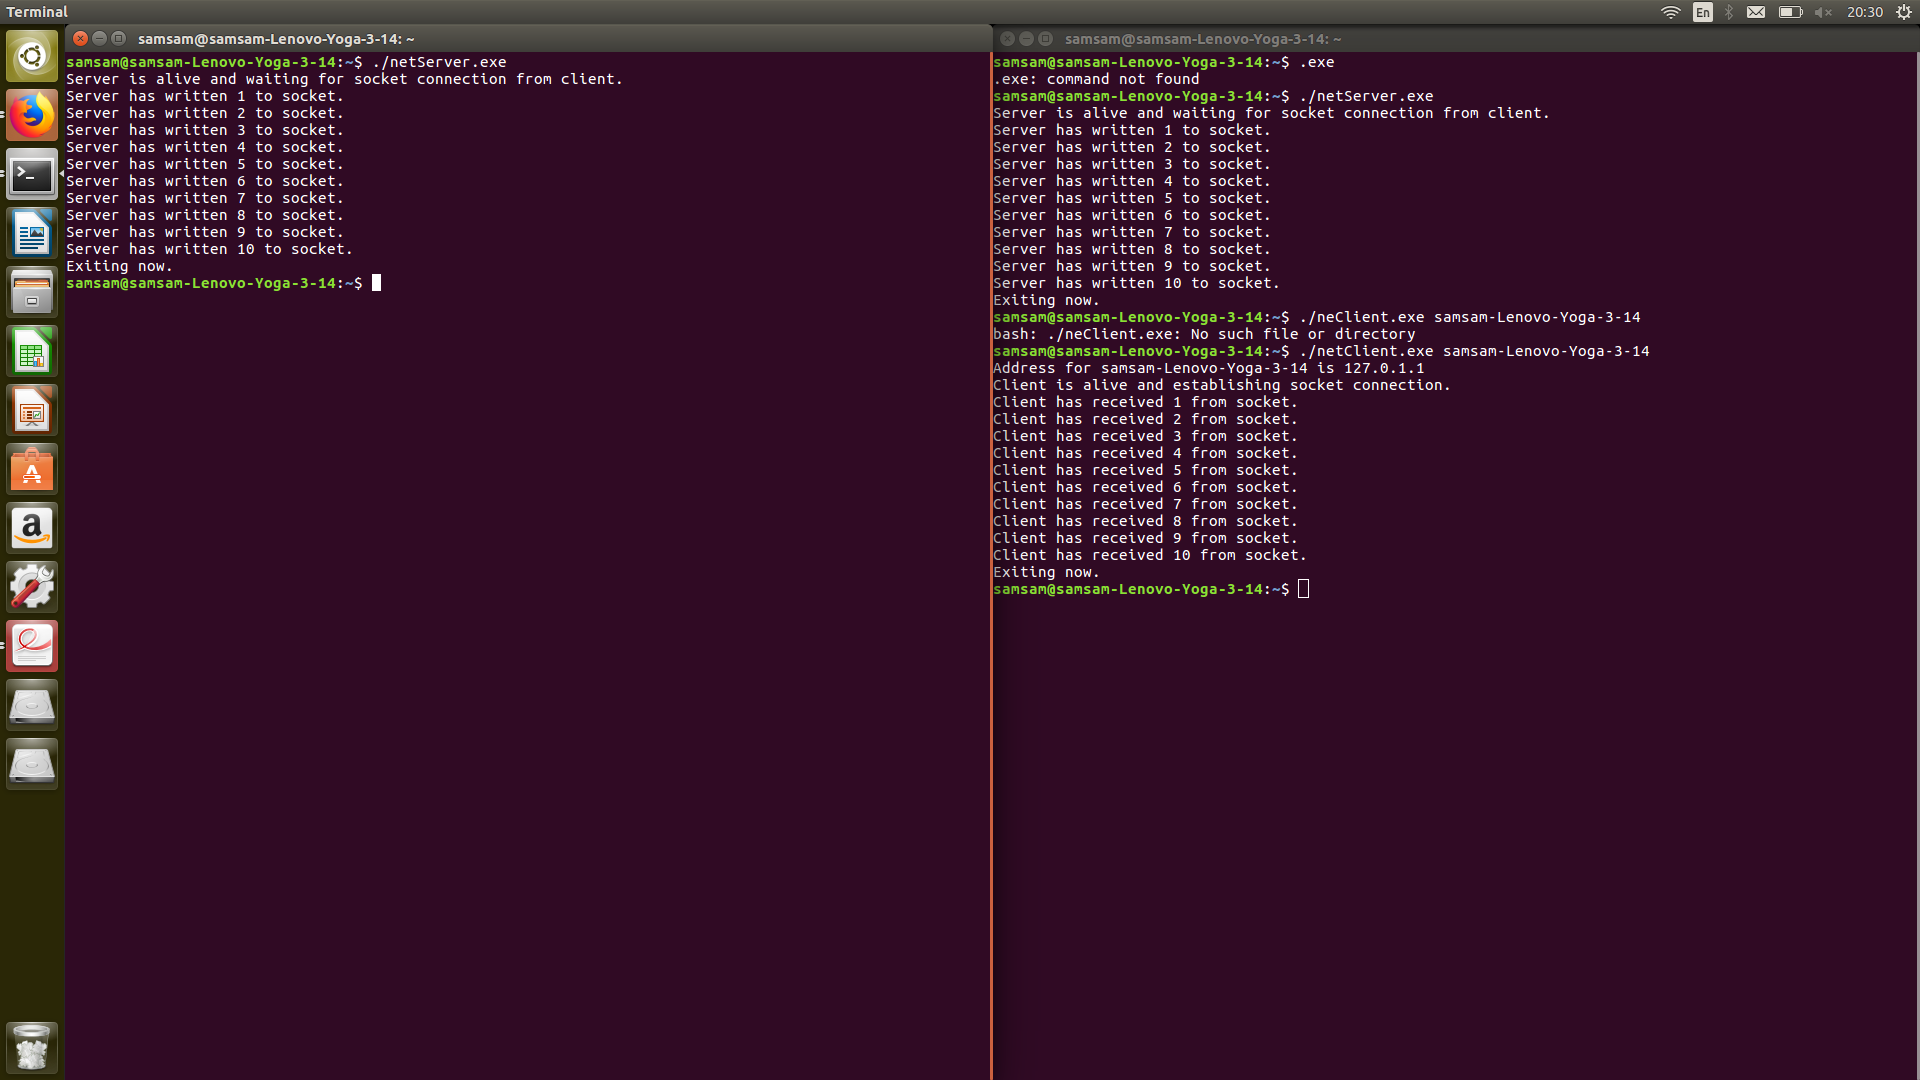 Terminal
En
20:30
samsam@samsam-Lenovo-Yoga-3-14: ~
samsam@samsam-Lenovo-Yoga-3-14:~$ ./netServer.exe
Server is alive and waiting for socket connection from client.
Server has written 1 to socket.
Server has written 2 to socket.
Server has written 3 to socket.
Server has written 4 to socket.
Server has written 5 to socket.
Server has written 6 to socket.
Server has written 7 to socket.
Server has written 8 to socket.
Server has written 9 to socket.
Server has written 10 to socket.
Exiting now.
samsam@samsam-Lenovo-Yoga-3-14:~$
samsam@samsam-Lenovo-Yoga-3-14: ~
samsam@samsam-Lenovo-Yoga-3-14:~$ .exe
.exe: command not found
samsam@samsam-Lenovo-Yoga-3-14:~$ ./netServer.exe
Server is alive and waiting for socket connection from client.
Server has written 1 to socket.
Server has written 2 to socket.
Server has written 3 to socket.
Server has written 4 to socket.
Server has written 5 to socket.
Server has written 6 to socket.
Server has written 7 to socket.
Server has written 8 to socket.
Server has written 9 to socket.
Server has written 10 to socket.
Exiting now.
samsam@samsam-Lenovo-Yoga-3-14:~$ ./neClient.exe samsam-Lenovo-Yoga-3-14
bash: ./neClient.exe: No such file or directory
samsam@samsam-Lenovo-Yoga-3-14:~$ ./netClient.exe samsam-Lenovo-Yoga-3-14
Address for samsam-Lenovo-Yoga-3-14 is 127.0.1.1
Client is alive and establishing socket connection.
Client has received 1 from socket.
Client has received 2 from socket.
Client has received 3 from socket.
Client has received 4 from socket.
Client has received 5 from socket.
Client has received 6 from socket.
Client has received 7 from socket.
Client has received 8 from socket.
Client has received 9 from socket.
Client has received 10 from socket.
Exiting now.
samsam@samsam-Lenovo-Yoga-3-14:~$